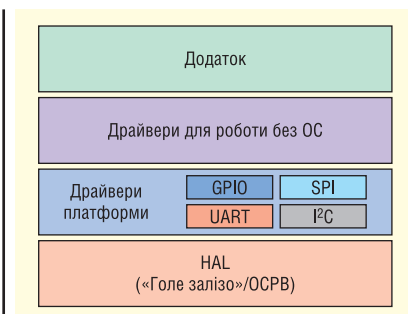 Додаток
Драйвери для роботи без ОС
Драйвери
платформи
GPIO
SPI
UART
I²C
HAL
(«Голе залізо»/ОСРВ)